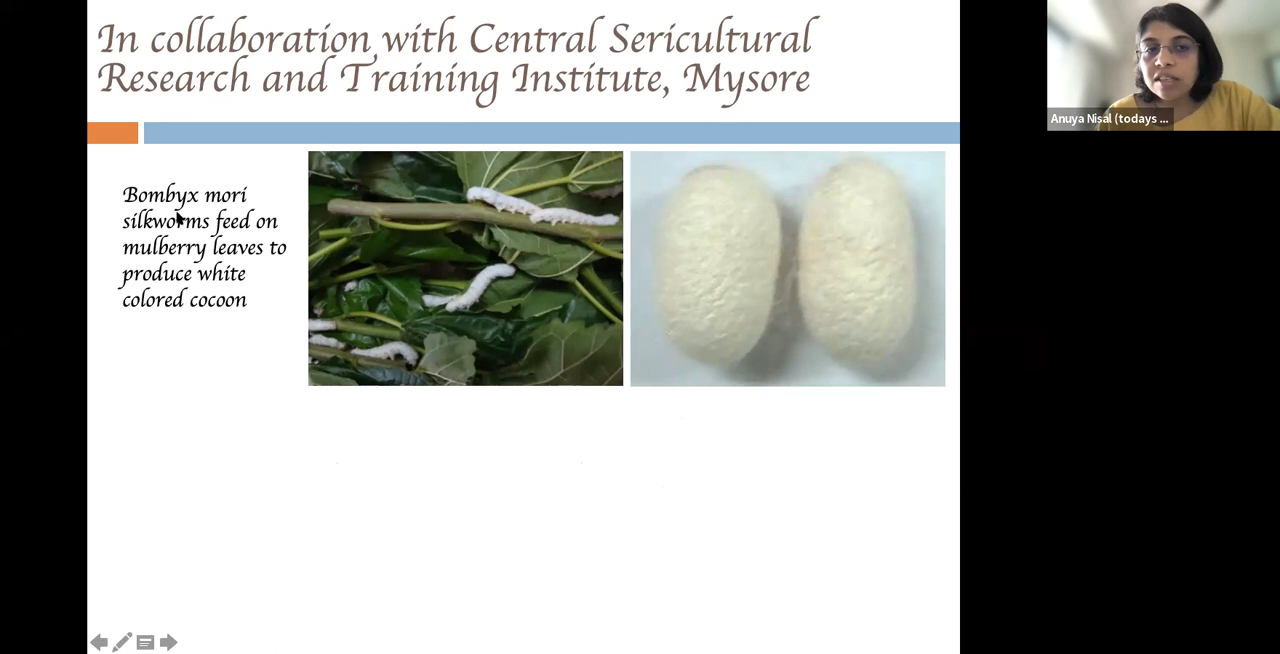 In collaboration with Central Sericultural
Research and Training Institute, Mysore
Anuya Nisal (todays ...
Bombyx mori
silkworms feed on
mulberry leaves to
produce white
colored cocoon